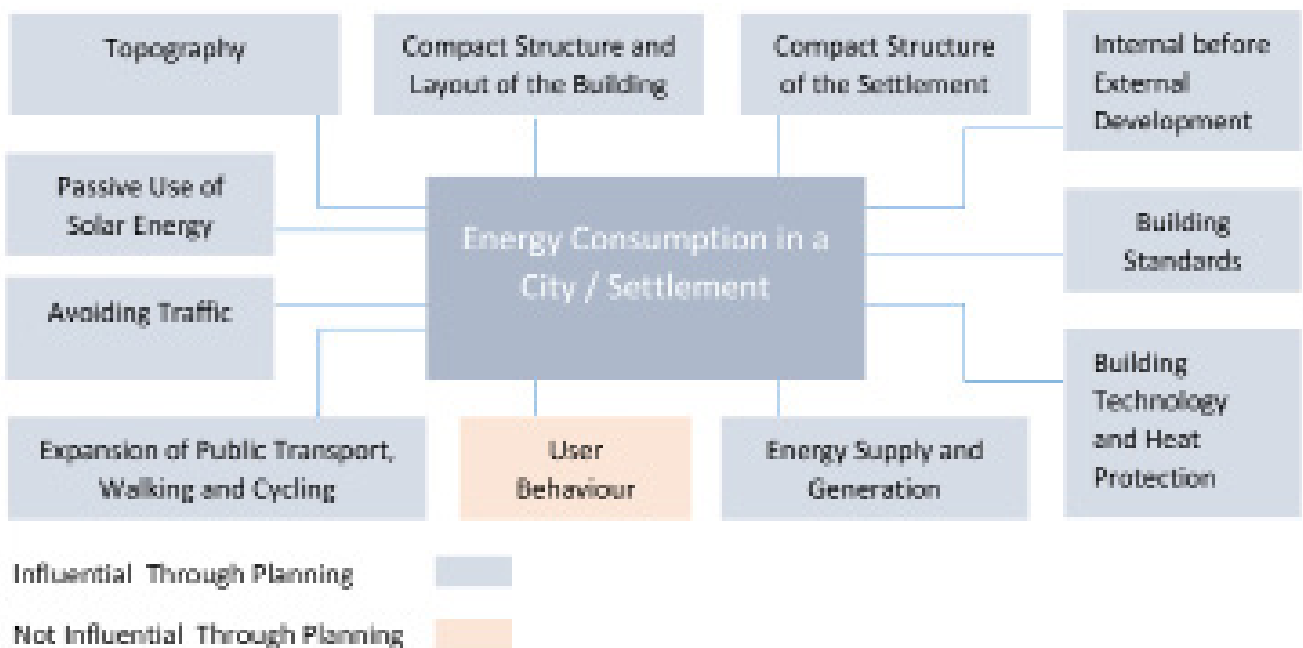 Topography
Compact Structure and
Layout of the Building
Compact Structure
of the Settlement
Internal before
External
Development
Passive Use of
Solar Energy
Energy Consumption in a
City / Settlement
Building
Standards
Avoiding Traffic
Building
Technology
and Heat
Protection
Expansion of Public Transport,
Walking and Cycling
User
Behaviour
Energy Supply and
Generation
Influential Through Planning
Not Influential Through Planning